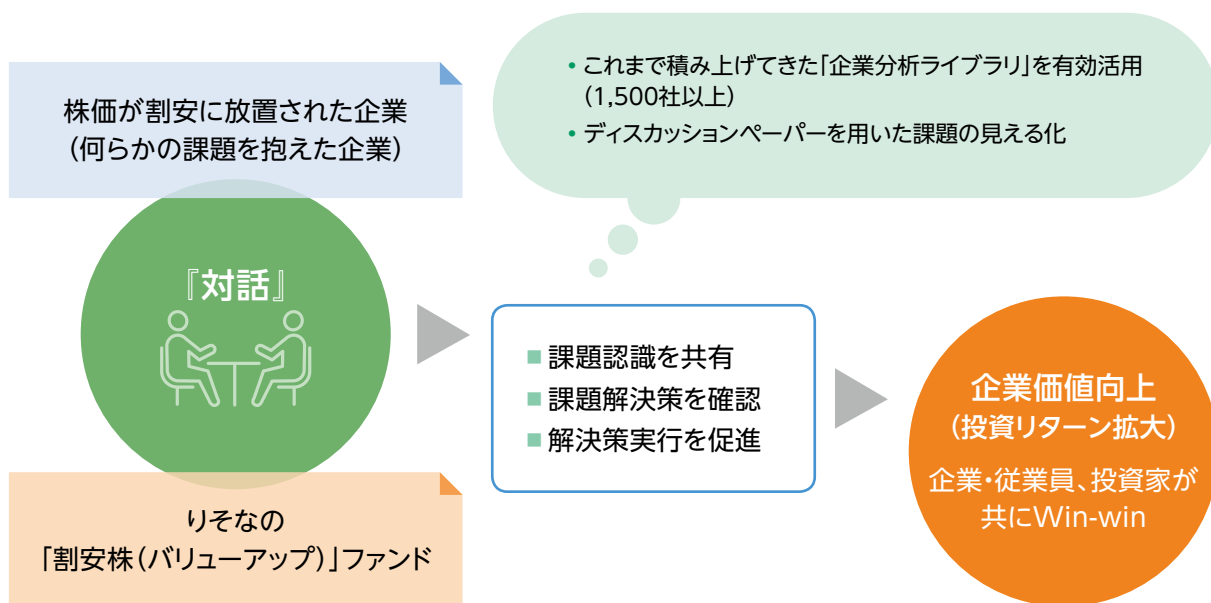 株価が割安に放置された企業
(何らかの課題を抱えた企業)
• これまで積み上げてきた「企業分析ライブラリ」を有効活用
(1,500社以上)
• ディスカッションペーパーを用いた課題の見える化
『対話』
■ 課題認識を共有
■ 課題解決策を確認
■ 解決策実行を促進
企業価値向上
(投資リターン拡大)
企業・従業員、投資家が
共にWin-win
りそなの
「割安株(バリューアップ)」ファンド